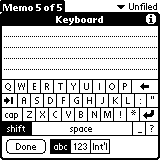 Memo 5 of 5 ▼ Unfiled
Keyboard i
Q W E R T Y U I O P ←
→| A S D F G H J K L : "
cap Z X C V B N M ! * ↵
shift space _ ?
Done abc 123 Int'l